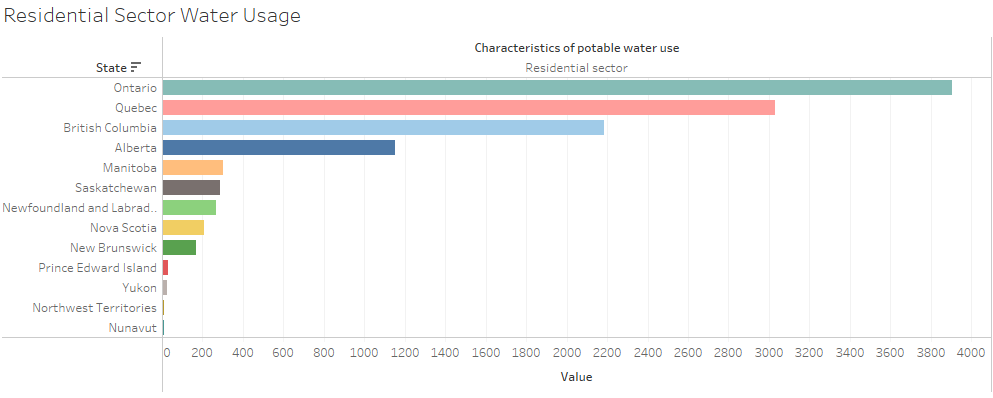 Residential Sector Water Usage
Characteristics of potable water use
State
Residential sector
Ontario
Quebec
British Columbia
Alberta
Manitoba
Saskatchewan
Newfoundland and Labrad..
Nova Scotia
New Brunswick
Prince Edward Island
Yukon
Northwest Territories
Nunavut
0 200 400 600 800 1000 1200 1400 1600 1800 2000 2200 2400 2600 2800 3000 3200 3400 3600 3800 4000
Value